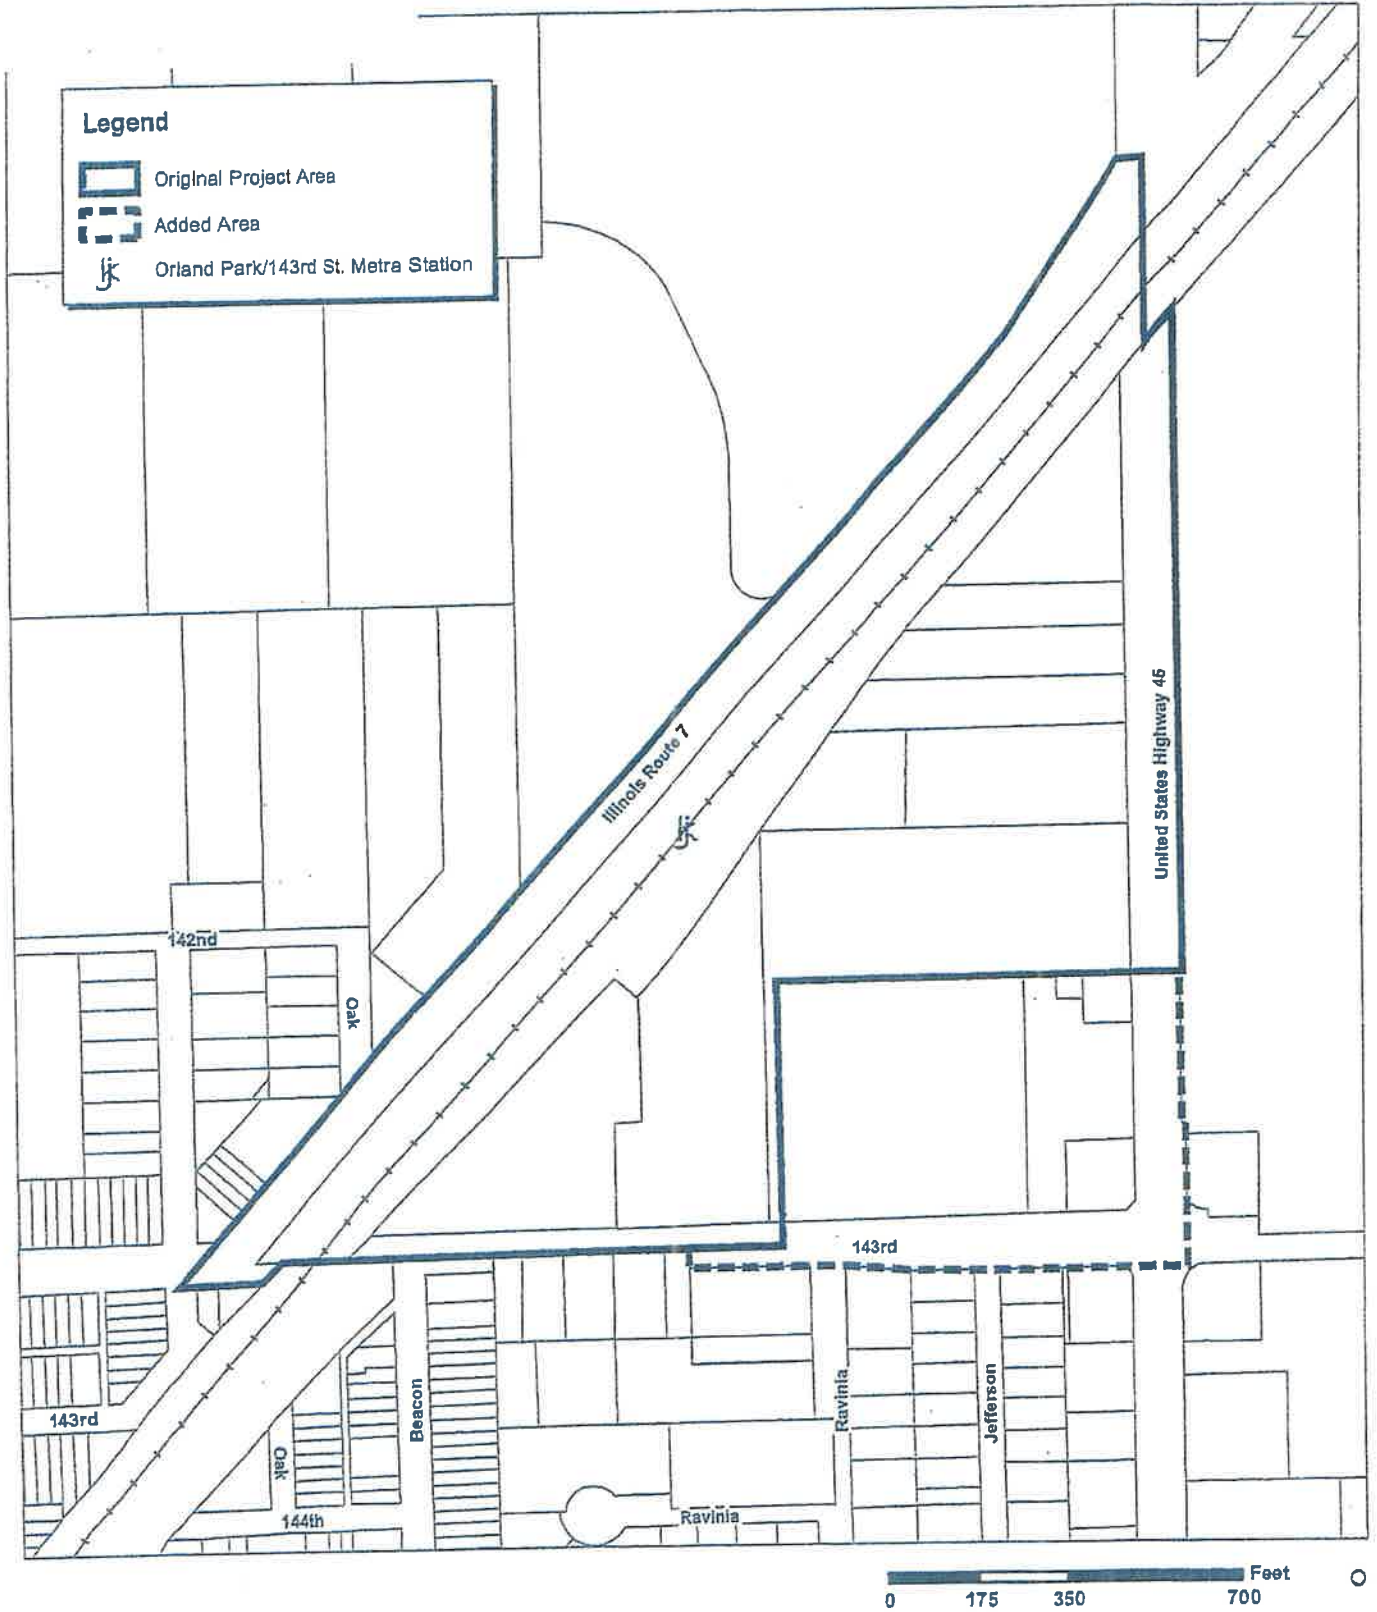 Legend
Original Project Area
Added Area
Orland Park/143rd St. Metra Station
Illinois Route 7
United States Highway 45
142nd
Oak
143rd
143rd
Beacon
Oak
144th
Ravinia
Jefferson
Ravinia
Feet
0 175 350 700